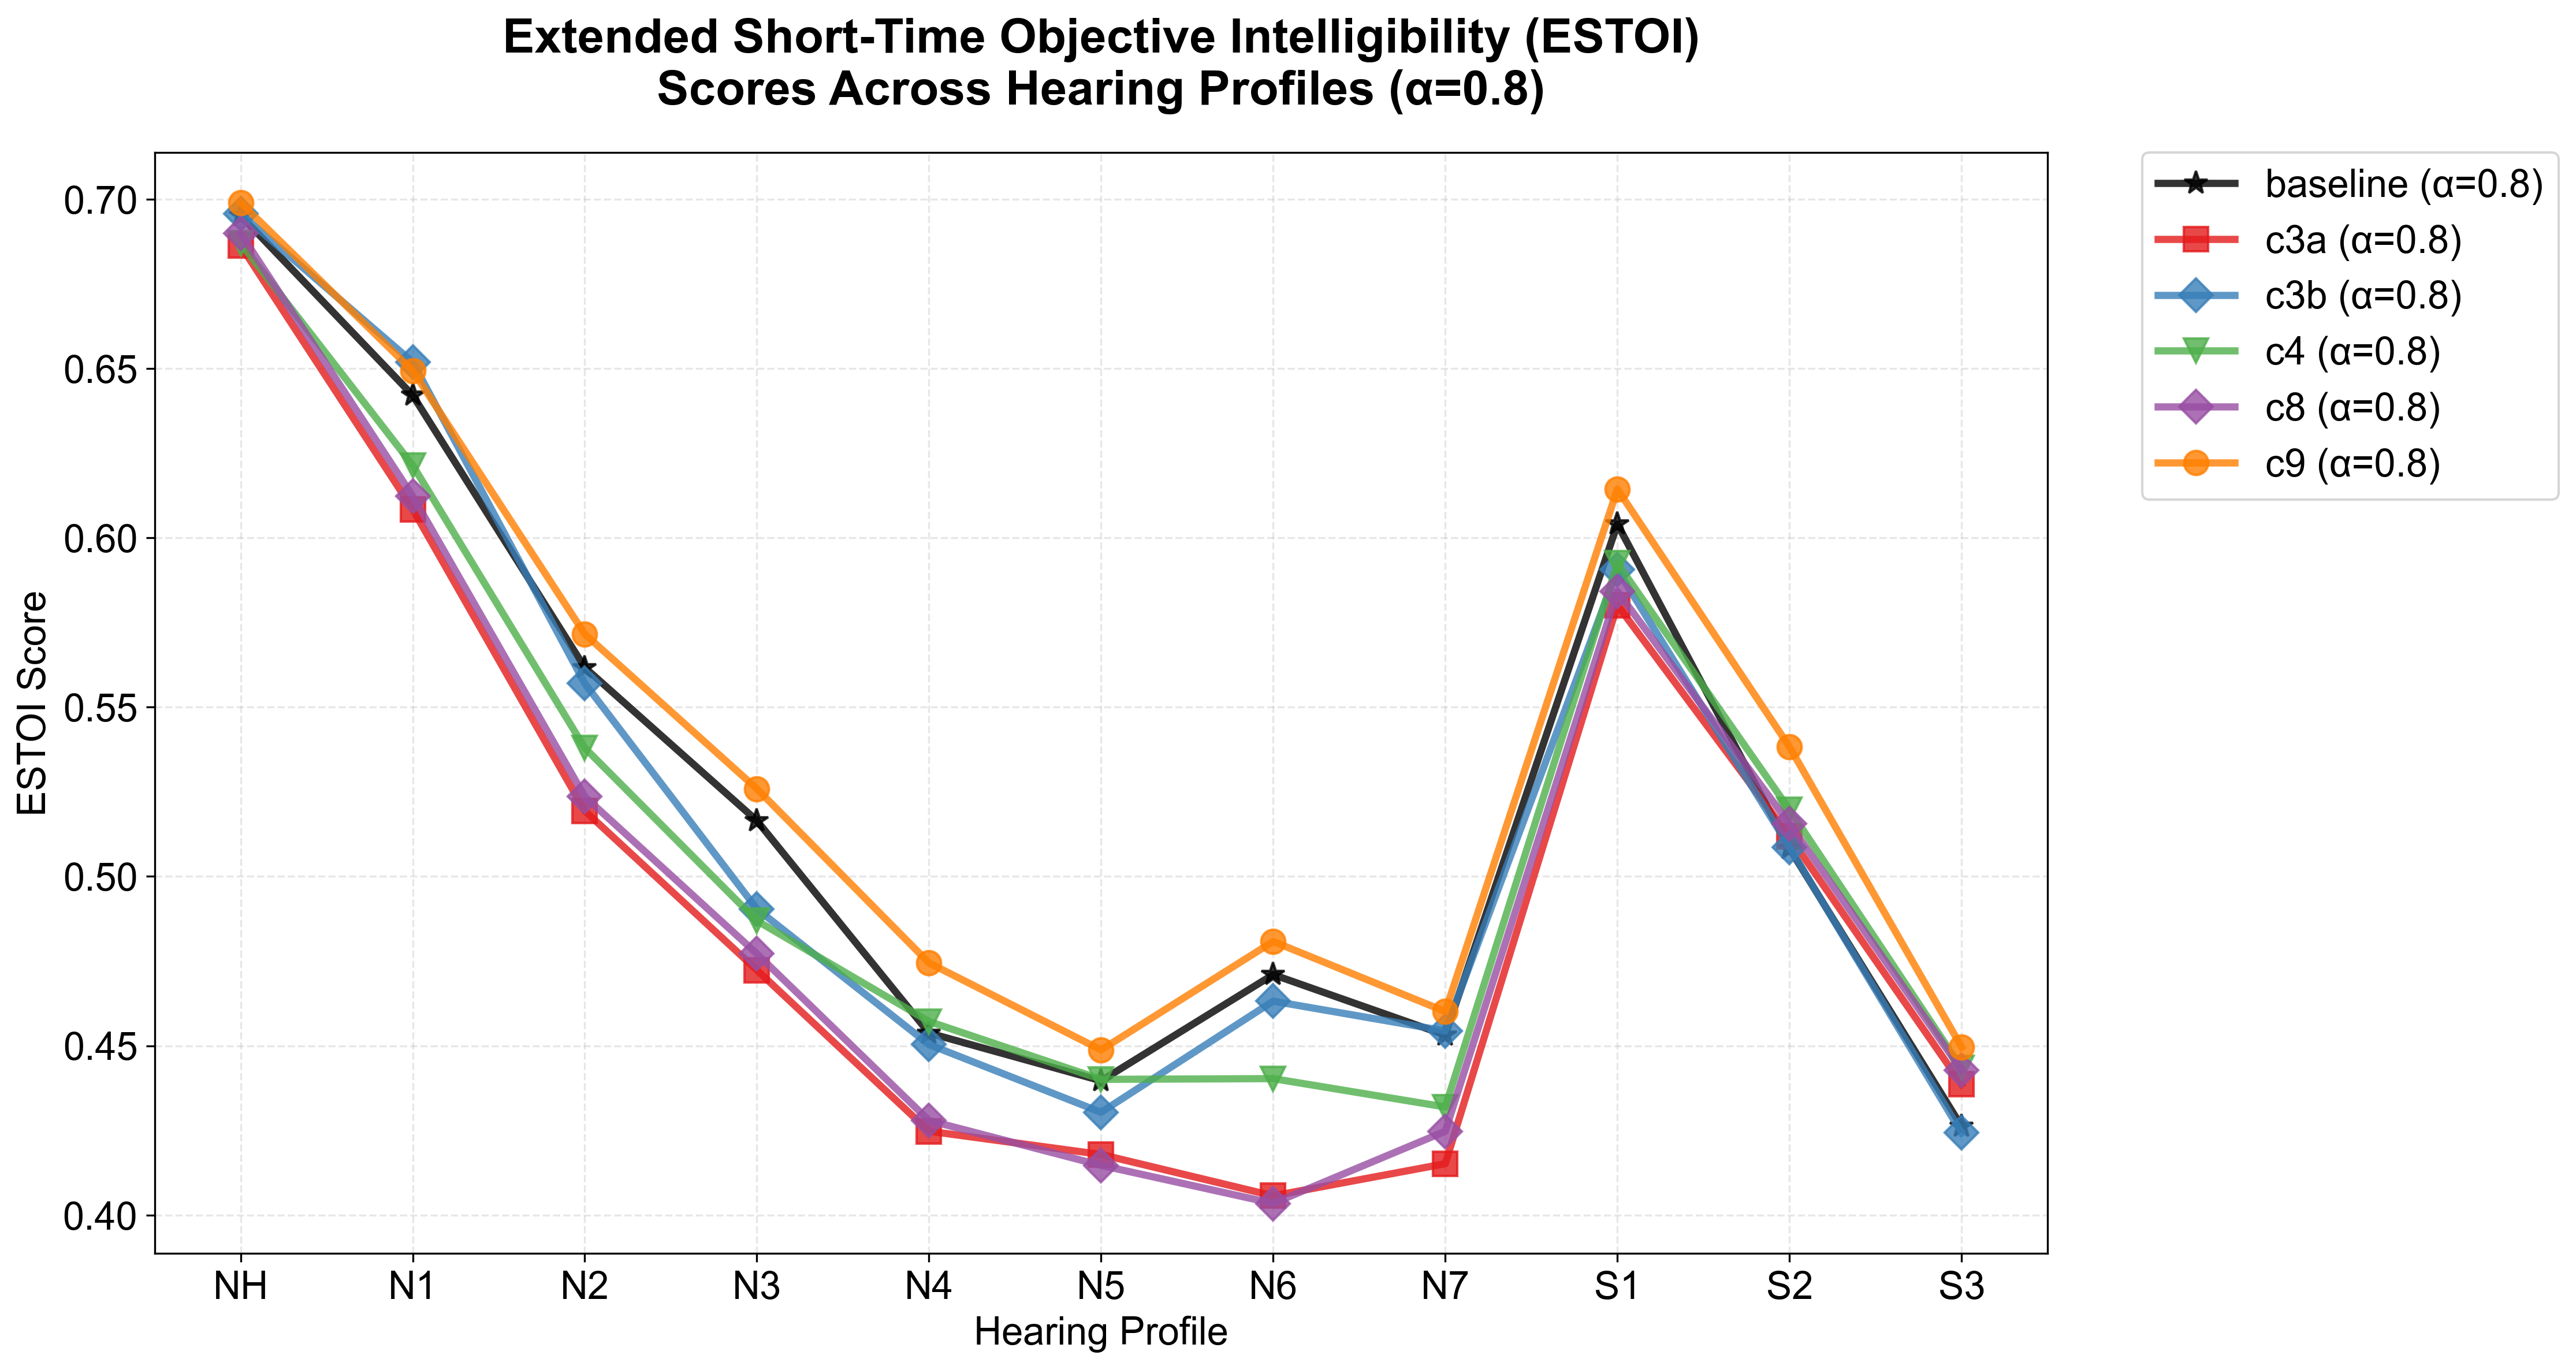 Extended Short-Time Objective Intelligibility (ESTOI)
Scores Across Hearing Profiles (α=0.8)
baseline (α=0.8)
c3a (α=0.8)
c3b (α=0.8)
c4 (α=0.8)
c8 (α=0.8)
c9 (α=0.8)
ESTOI Score
0.70
0.65
0.60
0.55
0.50
0.45
0.40
NH N1 N2 N3 N4 N5 N6 N7 S1 S2 S3
Hearing Profile